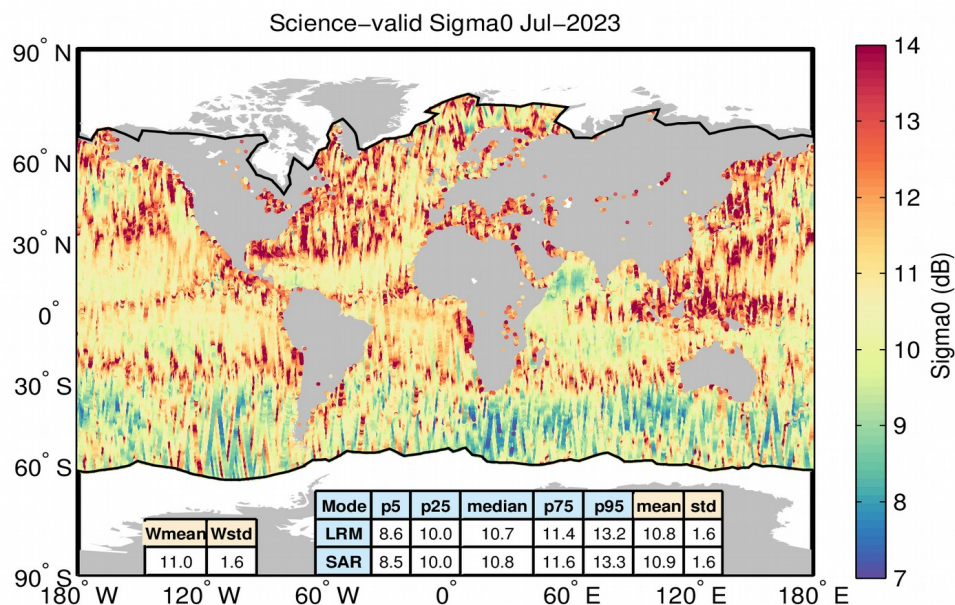 Science−valid Sigma0 Jul−2023
90° N
60° N
30° N
0°
30° S
60° S
90° S
180° W
120° W
60° W
0°
60° E
120° E
180° E
Wmean Wstd
11.0 1.6
Mode p5 p25 median p75 p95 mean std
LRM 8.6 10.0 10.7 11.4 13.2 10.8 1.6
SAR 8.5 10.0 10.8 11.6 13.3 10.9 1.6
14
13
12
11
10
9
8
7
Sigma0 (dB)